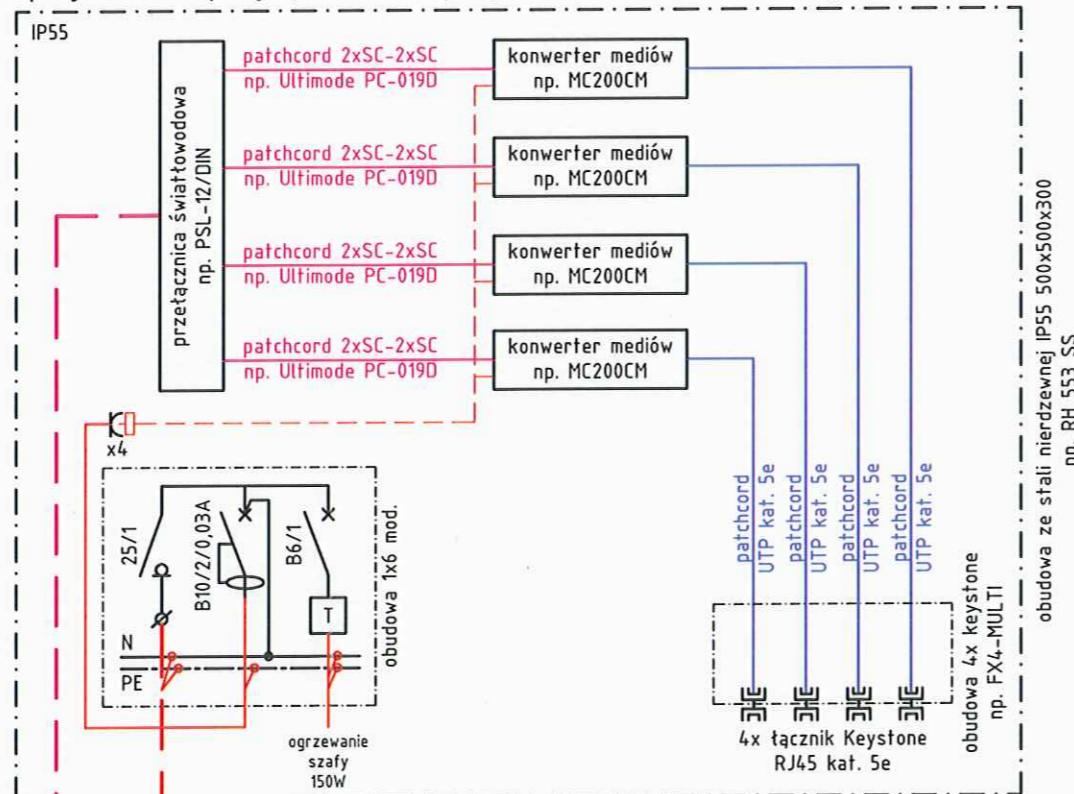 IP55
przełącznica światłowodowa
np. PSL-12/DIN
patchcord 2xSC-2xSC
np. Ultimode PC-019D
konwerter mediów
np. MC200CM
patchcord 2xSC-2xSC
np. Ultimode PC-019D
konwerter mediów
np. MC200CM
patchcord 2xSC-2xSC
np. Ultimode PC-019D
konwerter mediów
np. MC200CM
patchcord 2xSC-2xSC
np. Ultimode PC-019D
konwerter mediów
np. MC200CM
x4
25/1
B10/2/0,03A
B6/1
T
N
PE
obudowa 1x6 mod.
ogrzewanie
szafy
150W
patchcord
UTP kat. 5e
patchcord
UTP kat. 5e
patchcord
UTP kat. 5e
patchcord
UTP kat. 5e
4x łącznik Keystone
RJ45 kat. 5e
obudowa 4x keystone
np. FX4-MULTI
obudowa ze stali nierdzewnej IP55 500x500x300
np. RH 553 SS